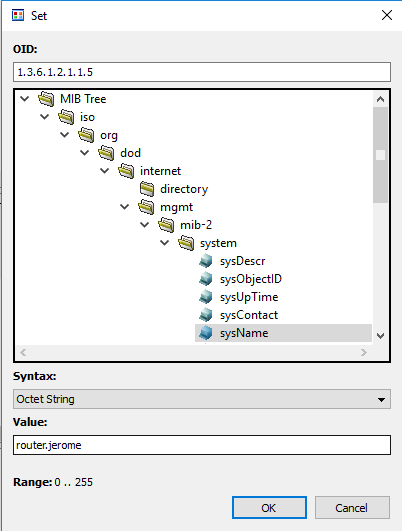 Set
OID:
1.3.6.1.2.1.1.5
MIB Tree
iso
org
dod
internet
directory
mgmt
mib-2
system
sysDescr
sysObjectID
sysUpTime
sysContact
sysName
Syntax:
Octet String
Value:
router.jerome
Range: 0 .. 255
OK Cancel